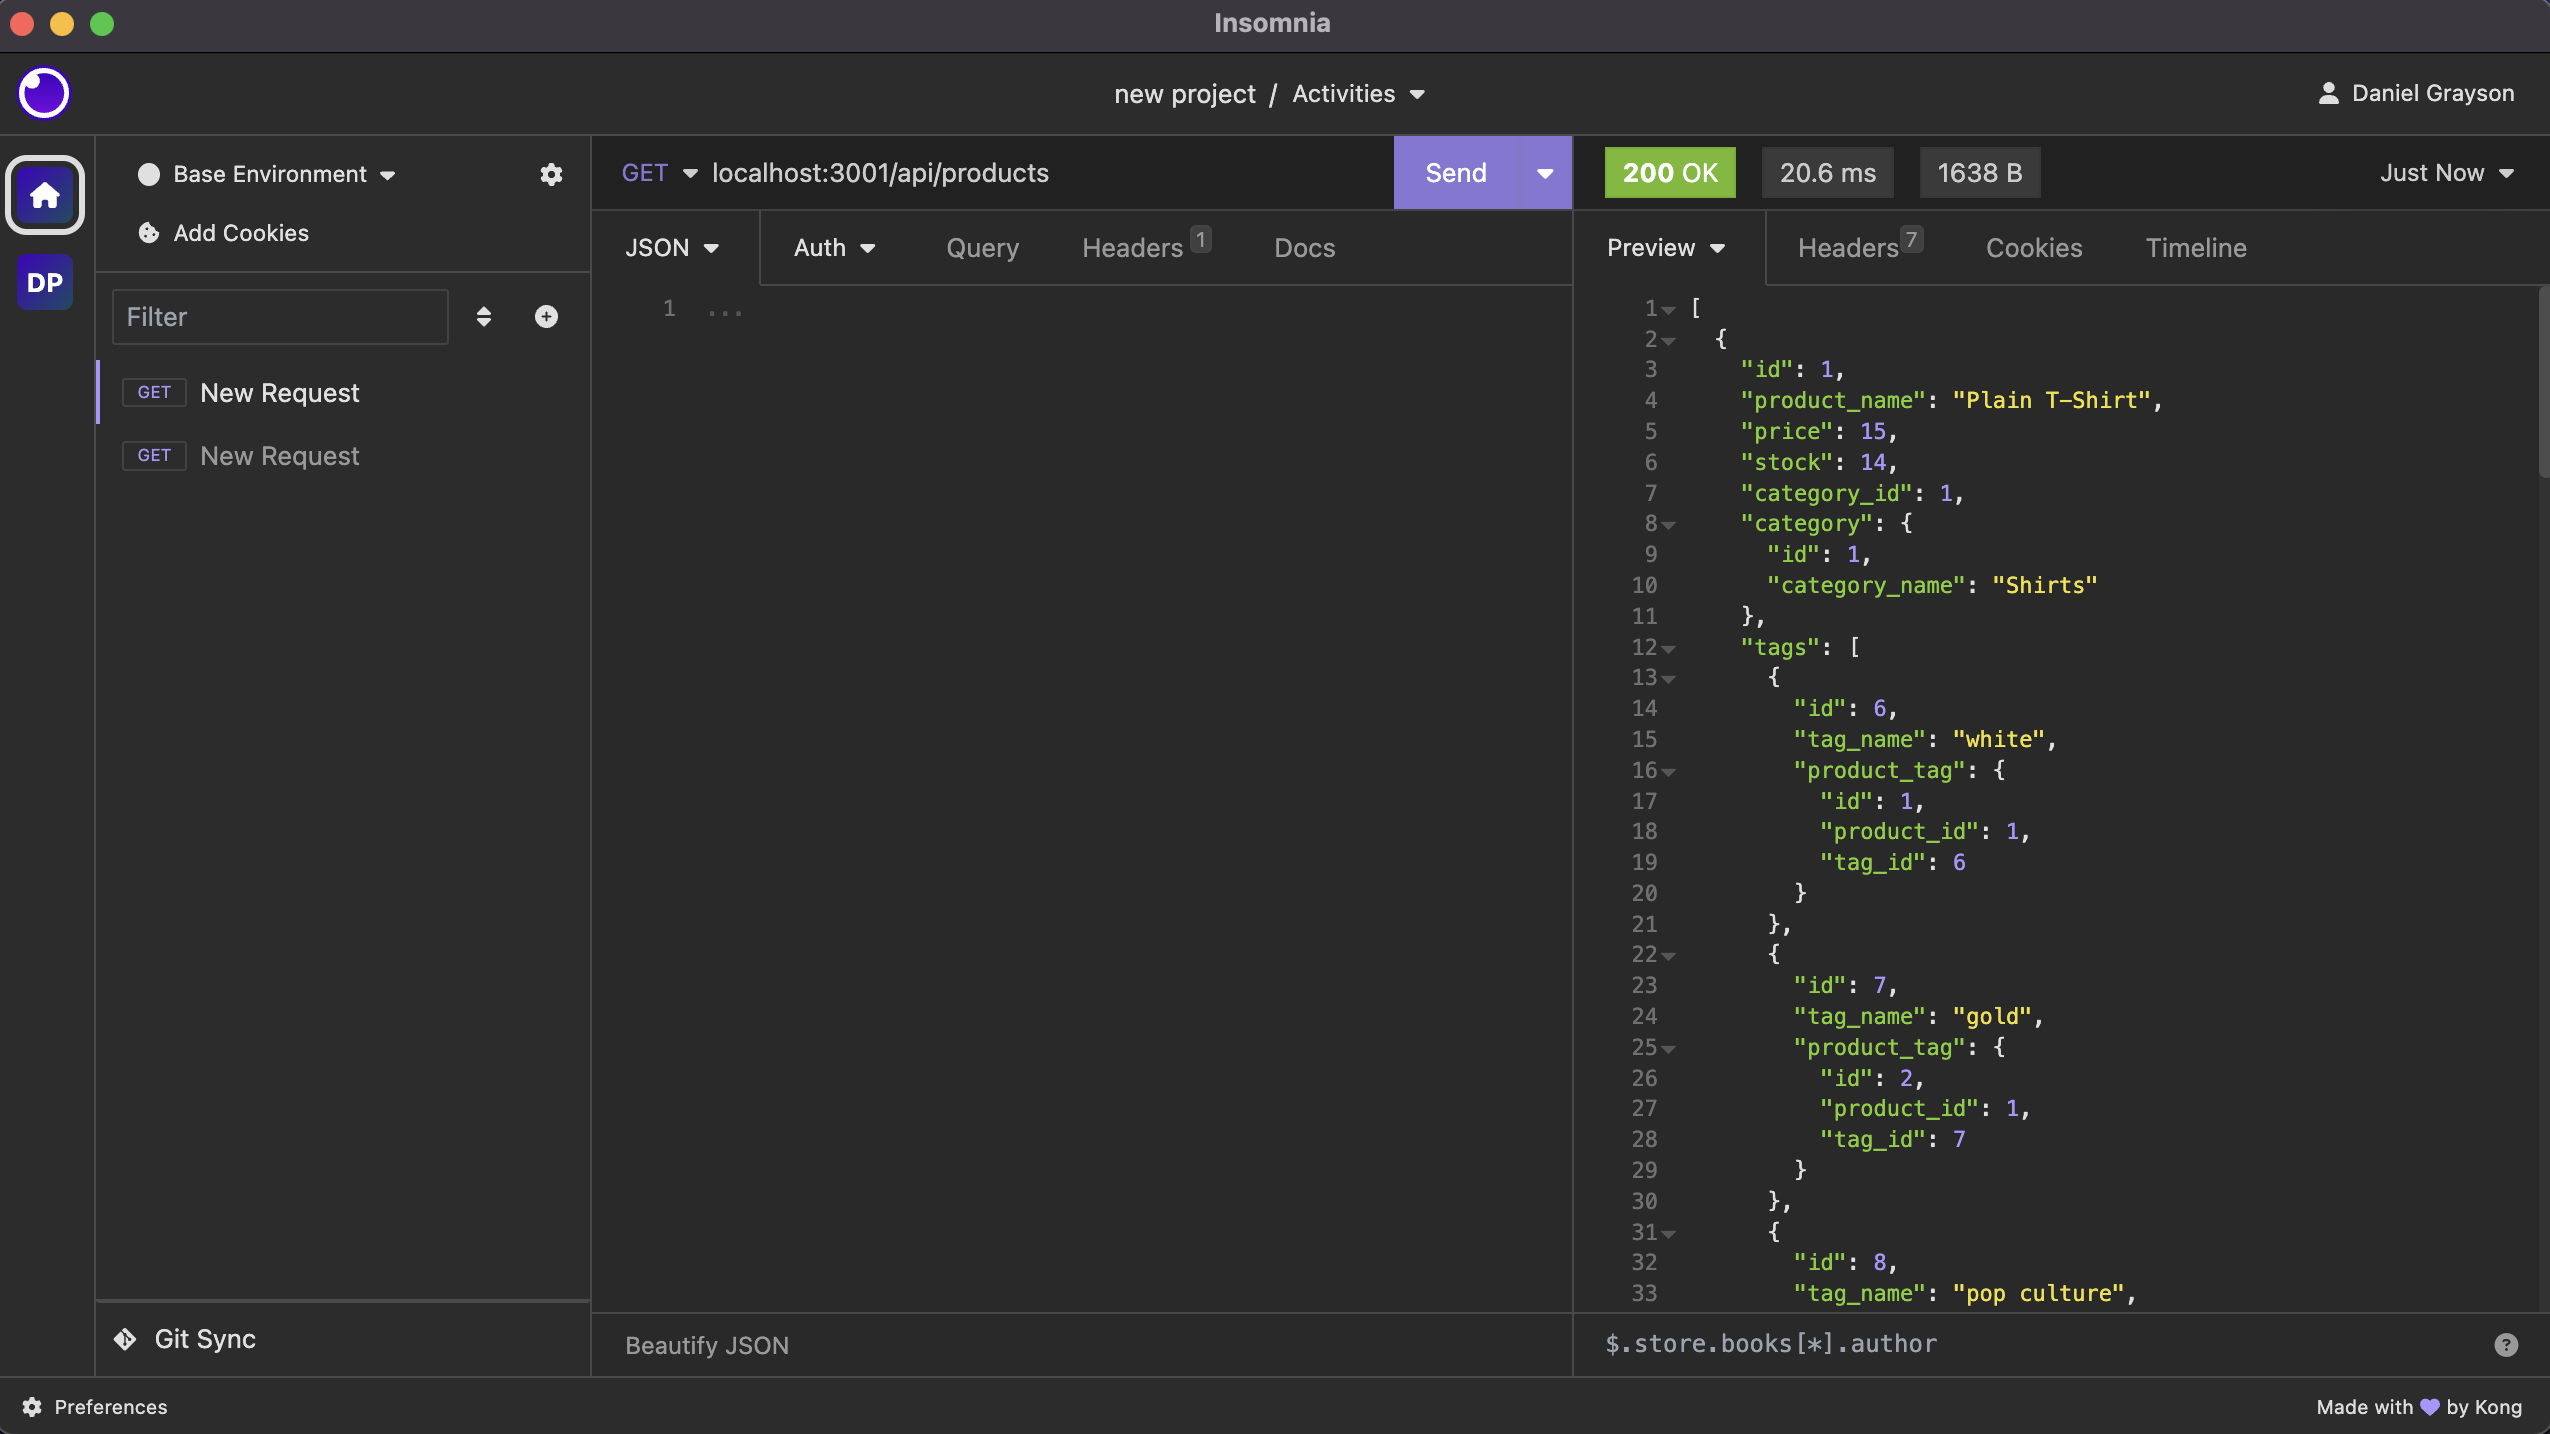 Insomnia
new project / Activities
Daniel Grayson
DP
Base Environment
Add Cookies
Filter
GET New Request
GET New Request
Git Sync
GET localhost:3001/api/products Send
JSON Auth Query Headers 1 Docs
1 ...
Beautify JSON
200 OK 20.6 ms 1638 B Just Now
Preview Headers 7 Cookies Timeline
1 [
2 {
3 "id": 1,
4 "product_name": "Plain T-Shirt",
5 "price": 15,
6 "stock": 14,
7 "category_id": 1,
8 "category": {
9 "id": 1,
10 "category_name": "Shirts"
11 },
12 "tags": [
13 {
14 "id": 6,
15 "tag_name": "white",
16 "product_tag": {
17 "id": 1,
18 "product_id": 1,
19 "tag_id": 6
20 }
21 },
22 {
23 "id": 7,
24 "tag_name": "gold",
25 "product_tag": {
26 "id": 2,
27 "product_id": 1,
28 "tag_id": 7
29 }
30 },
31 {
32 "id": 8,
33 "tag_name": "pop culture",
$.store.books[*].author ?
Preferences
Made with 💜 by Kong